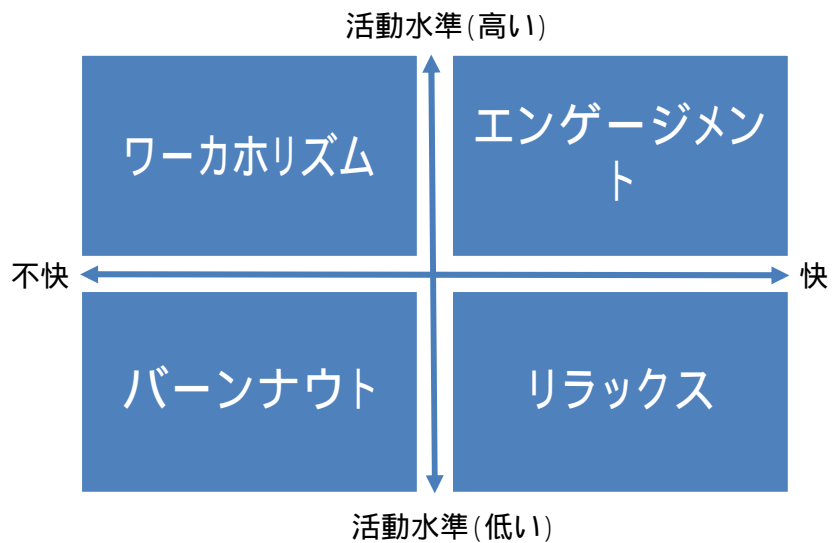 活動水準(高い)
ワーカホリズム
エンゲージメン
ト
不快
快
バーンナウト
リラックス
活動水準(低い)